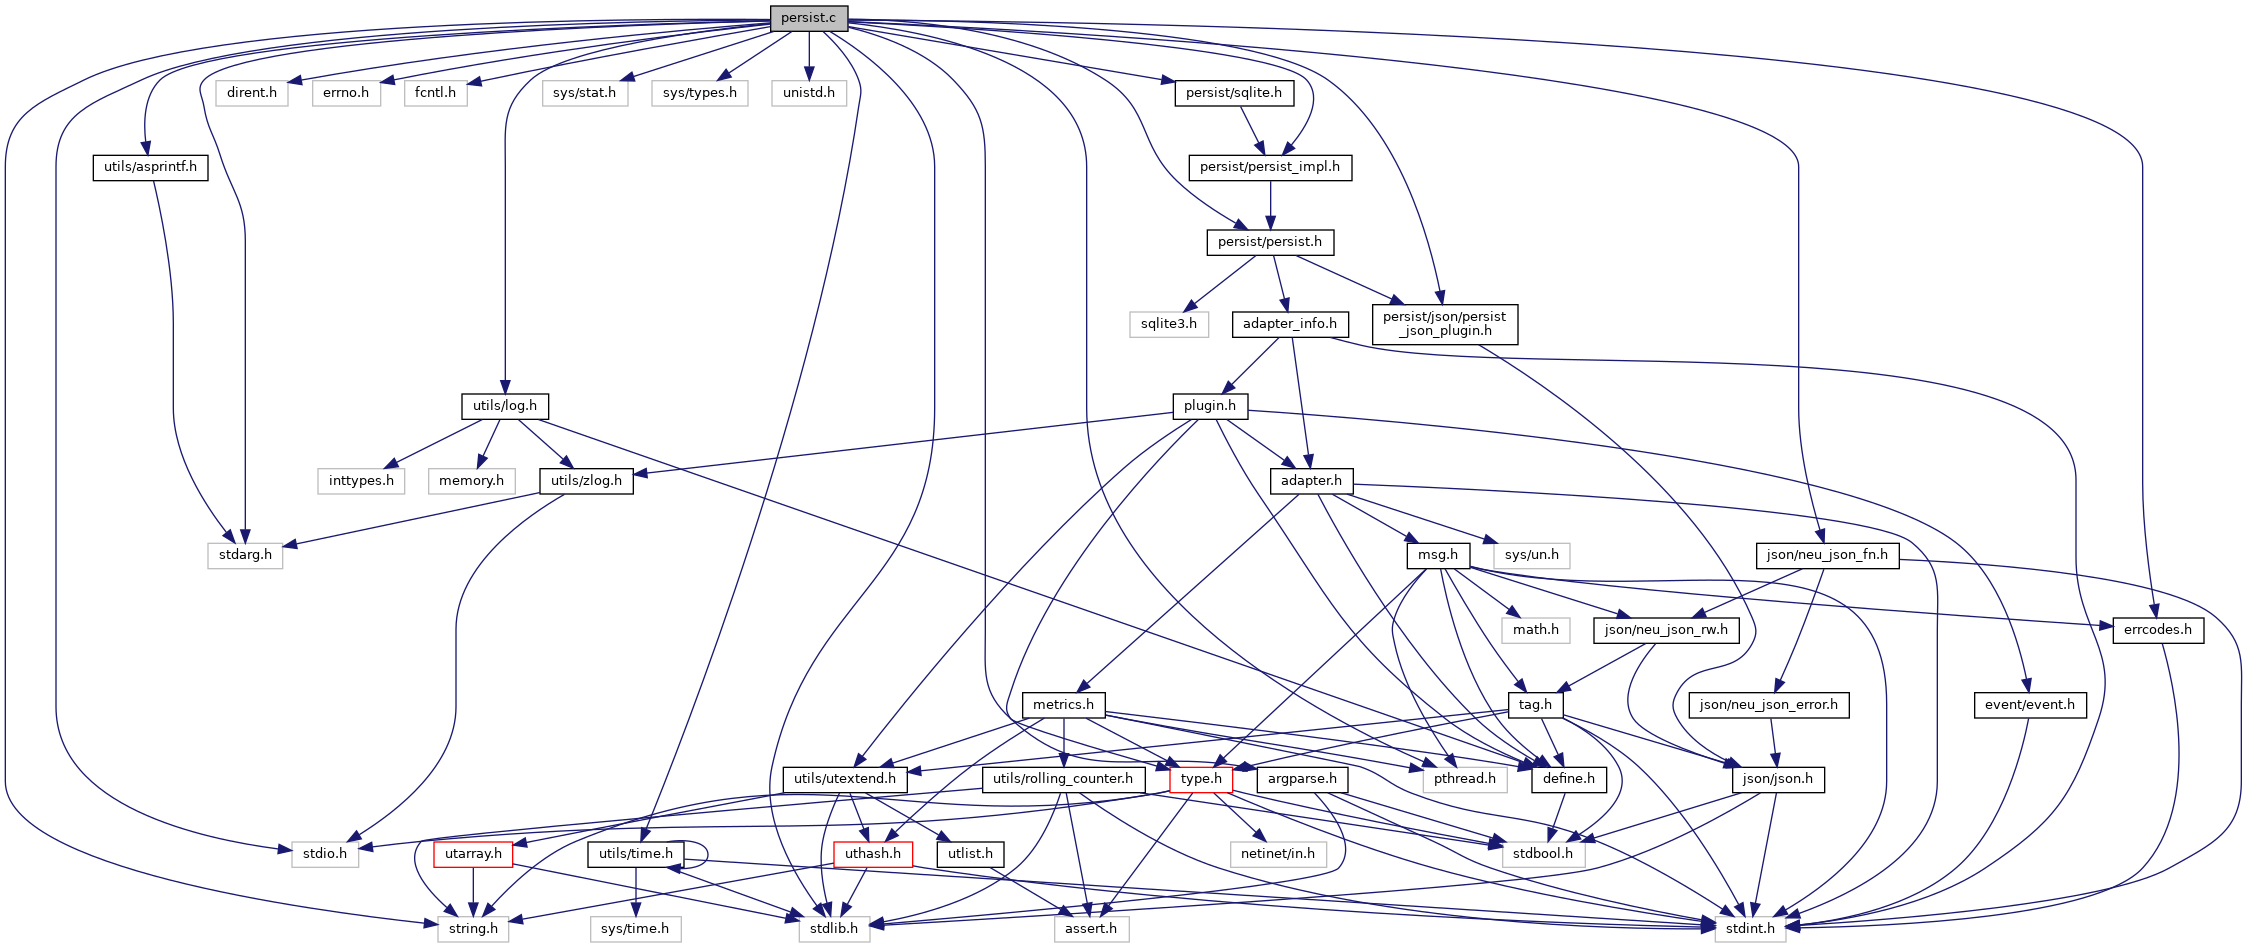 persist.c
dirent.h
errno.h
fcntl.h
sys/stat.h
sys/types.h
unistd.h
persist/sqlite.h
utils/asprintf.h
persist/persist_impl.h
persist/persist.h
sqlite3.h
adapter_info.h
persist/json/persist
_json_plugin.h
utils/log.h
plugin.h
inttypes.h
memory.h
utils/zlog.h
adapter.h
stdarg.h
msg.h
sys/un.h
json/neu_json_fn.h
math.h
json/neu_json_rw.h
errcodes.h
metrics.h
tag.h
json/neu_json_error.h
event/event.h
utils/utextend.h
utils/rolling_counter.h
type.h
argparse.h
pthread.h
define.h
json/json.h
stdio.h
utarray.h
utils/time.h
uthash.h
utlist.h
netinet/in.h
stdbool.h
string.h
sys/time.h
stdlib.h
assert.h
stdint.h